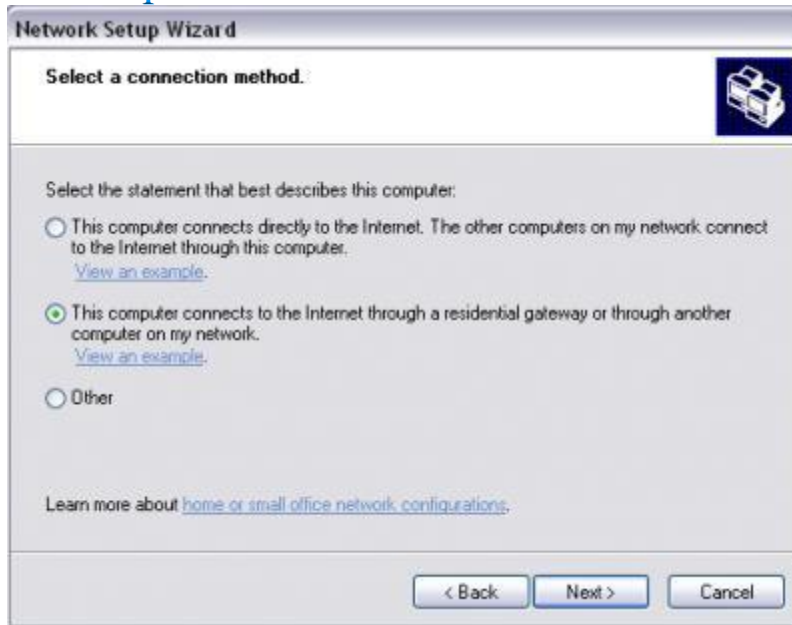 Network Setup Wizard
Select a connection method.
Select the statement that best describes this computer:
This computer connects directly to the Internet. The other computers on my network connect
to the Internet through this computer.
View an example.
This computer connects to the Internet through a residential gateway or through another
computer on my network.
View an example.
Other
Learn more about home or small office network configurations.
< Back
Next >
Cancel